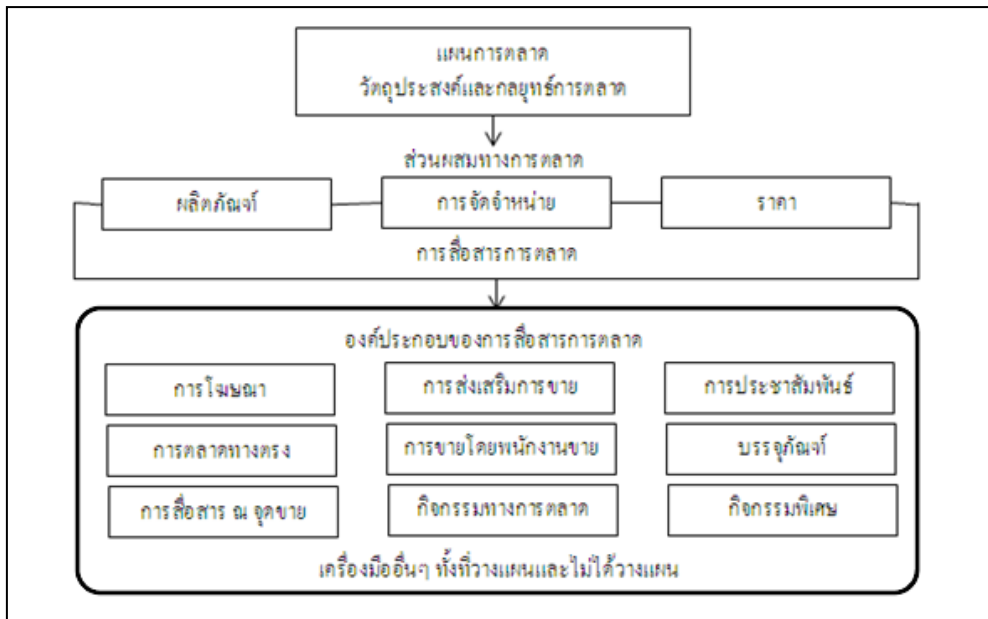 แผนการตลาด
วัตถุประสงค์และกลยุทธ์การตลาด
ส่วนผสมทางการตลาด
ผลิตภัณฑ์
การจัดจำหน่าย
ราคา
การสื่อสารการตลาด
องค์ประกอบของการสื่อสารการตลาด
การโฆษณา
การส่งเสริมการขาย
การประชาสัมพันธ์
การตลาดทางตรง
การขายโดยพนักงานขาย
บรรจุภัณฑ์
การสื่อสาร ณ จุดขาย
กิจกรรมทางการตลาด
กิจกรรมพิเศษ
เครื่องมืออื่นๆ ทั้งที่วางแผนและไม่ได้วางแผน